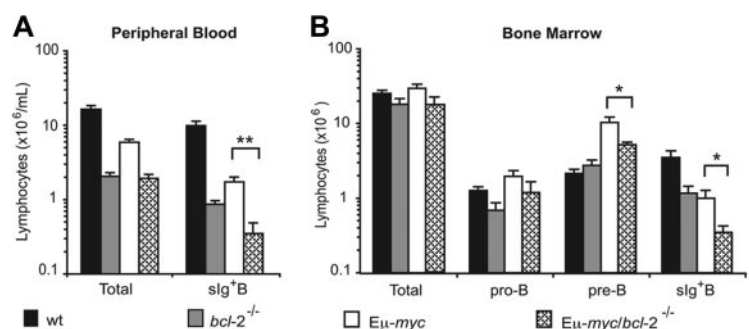 A
Peripheral Blood
Lymphocytes (x10⁶/mL)
100
10
1
0.1
**
Total
sIg⁺B
B
Bone Marrow
Lymphocytes (x10⁶)
100
10
1
0.1
*
*
Total
pro-B
pre-B
sIg⁺B
wt
bcl-2⁻/⁻
Eμ-myc
Eμ-myc/bcl-2⁻/⁻